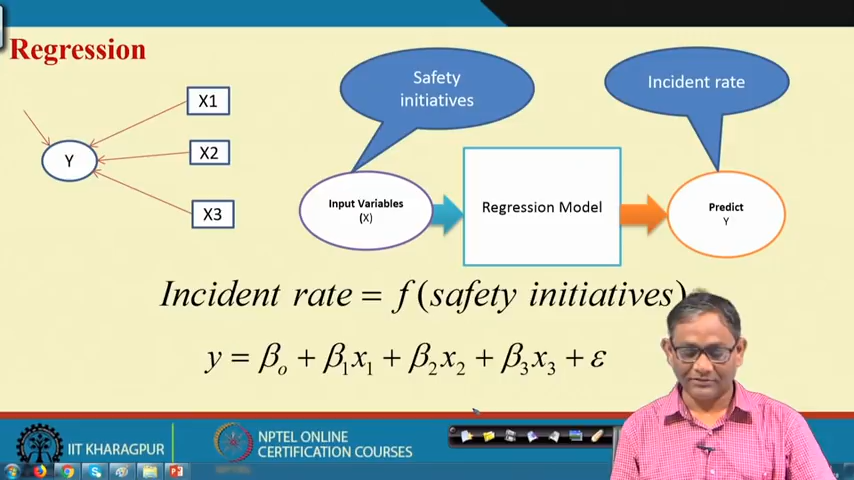 Regression
X1
X2
X3
Y
Safety
initiatives
Incident rate
Input Variables
(X)
Regression Model
Predict
Y
Incident rate = f (safety initiatives)
y = βo + β1x1 + β2x2 + β3x3 + ε
IIT KHARAGPUR
NPTEL ONLINE
CERTIFICATION COURSES
NPTEL